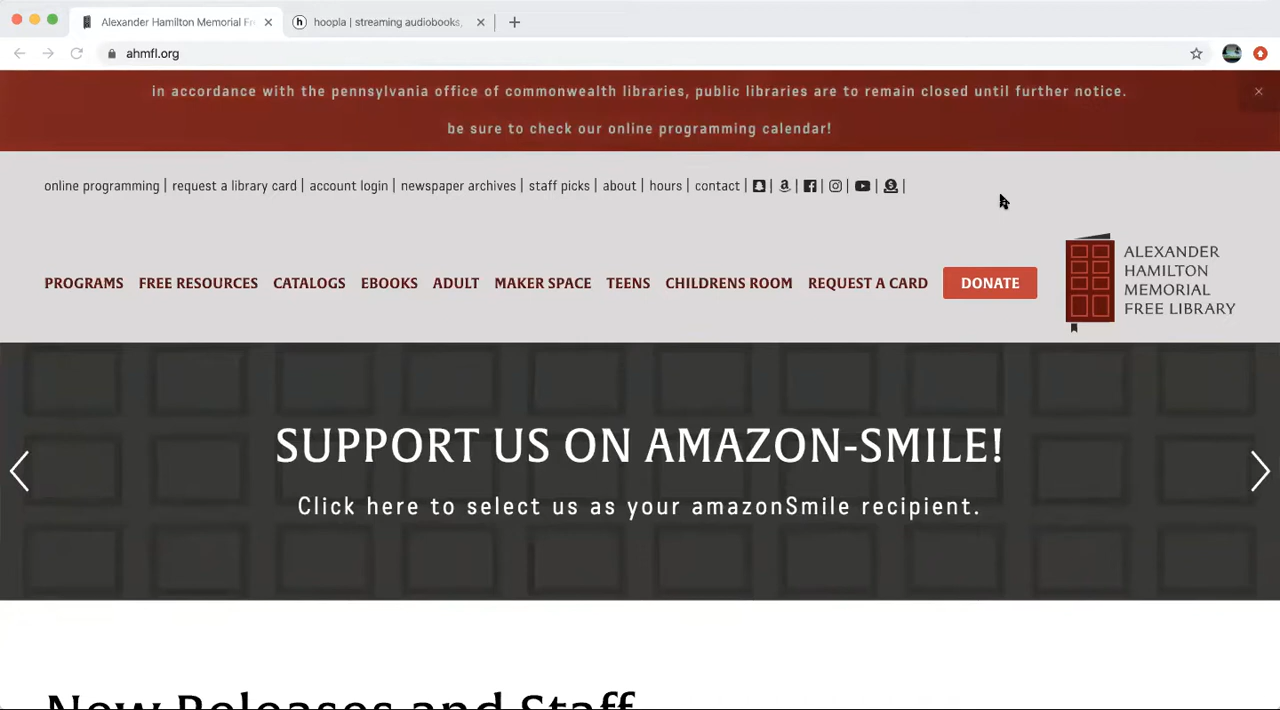 Alexander Hamilton Memorial Fr
hoopla | streaming audiobooks,
ahmfl.org
in accordance with the pennsylvania office of commonwealth libraries, public libraries are to remain closed until further notice.
be sure to check our online programming calendar!
online programming | request a library card | account login | newspaper archives | staff picks | about | hours | contact |
PROGRAMS FREE RESOURCES CATALOGS EBOOKS ADULT MAKER SPACE TEENS CHILDRENS ROOM REQUEST A CARD DONATE
ALEXANDER
HAMILTON
MEMORIAL
FREE LIBRARY
SUPPORT US ON AMAZON-SMILE!
Click here to select us as your amazonSmile recipient.
New Releases and Staff